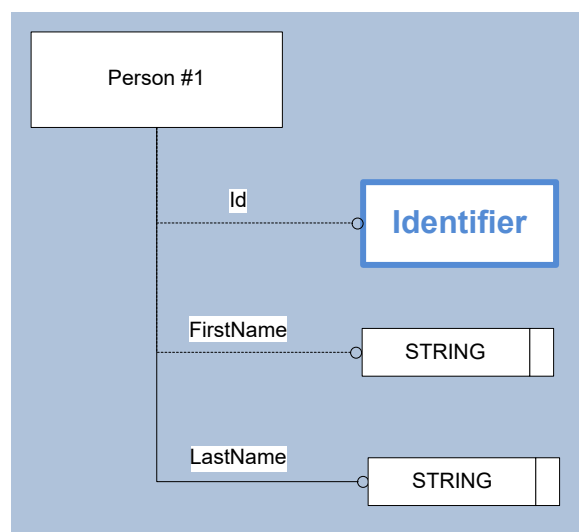 Person #1
Id
Identifier
FirstName
STRING
LastName
STRING